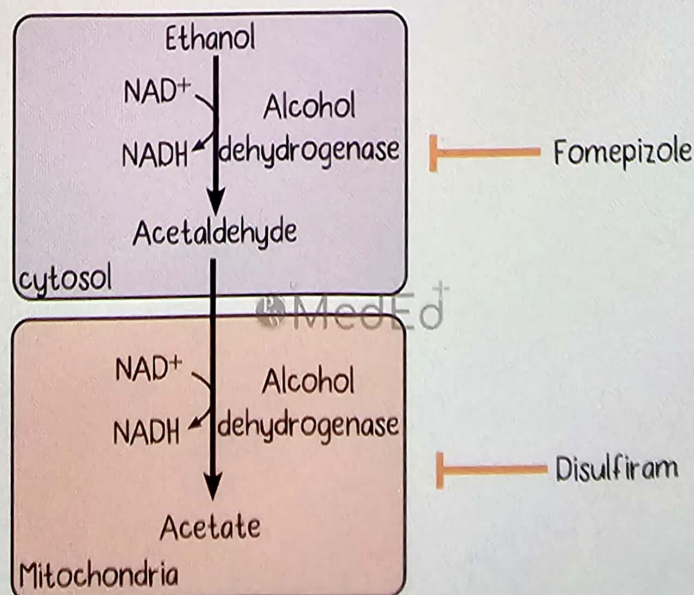 Ethanol
NAD+
Alcohol
NADH
dehydrogenase
Fomepizole
Acetaldehyde
cytosol
MedEd+
NAD+
Alcohol
NADH
dehydrogenase
Disulfiram
Acetate
Mitochondria